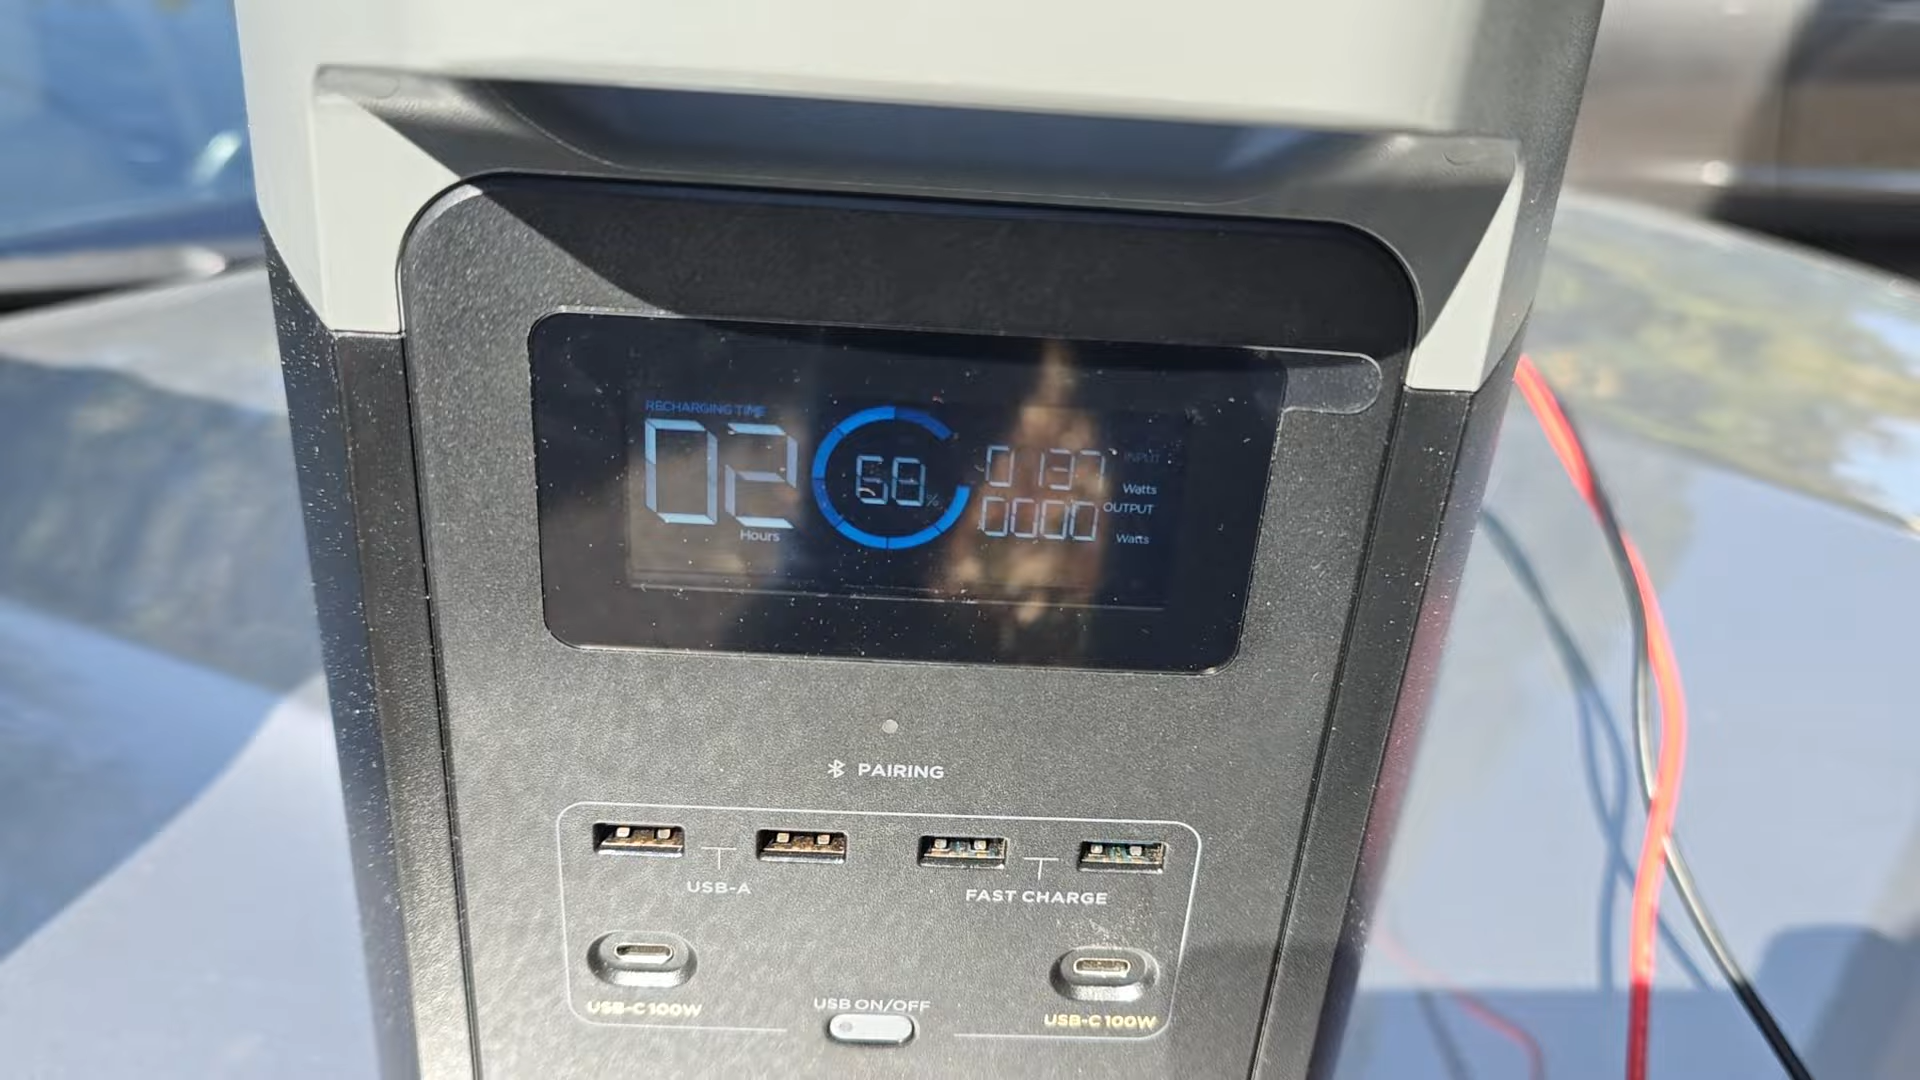 RECHARGING TIME
02
Hours
68%
0137 INPUT
Watts
0000 OUTPUT
Watts
PAIRING
USB-A
FAST CHARGE
USB-C 100W
USB ON/OFF
USB-C 100W